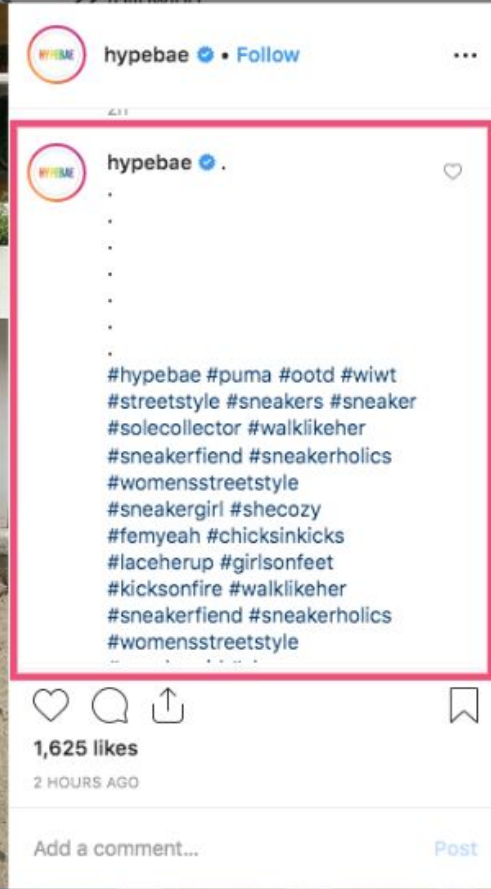 hypebae • Follow
2h
hypebae .
.
.
.
.
.
.
.
#hypebae #puma #ootd #wiwt
#streetstyle #sneakers #sneaker
#solecollector #walklikeher
#sneakerfiend #sneakerholics
#womensstreetstyle
#sneakergirl #shecozy
#femyeah #chicksinkicks
#laceherup #girlsonfeet
#kicksonfire #walklikeher
#sneakerfiend #sneakerholics
#womensstreetstyle
1,625 likes
2 HOURS AGO
Add a comment...
Post